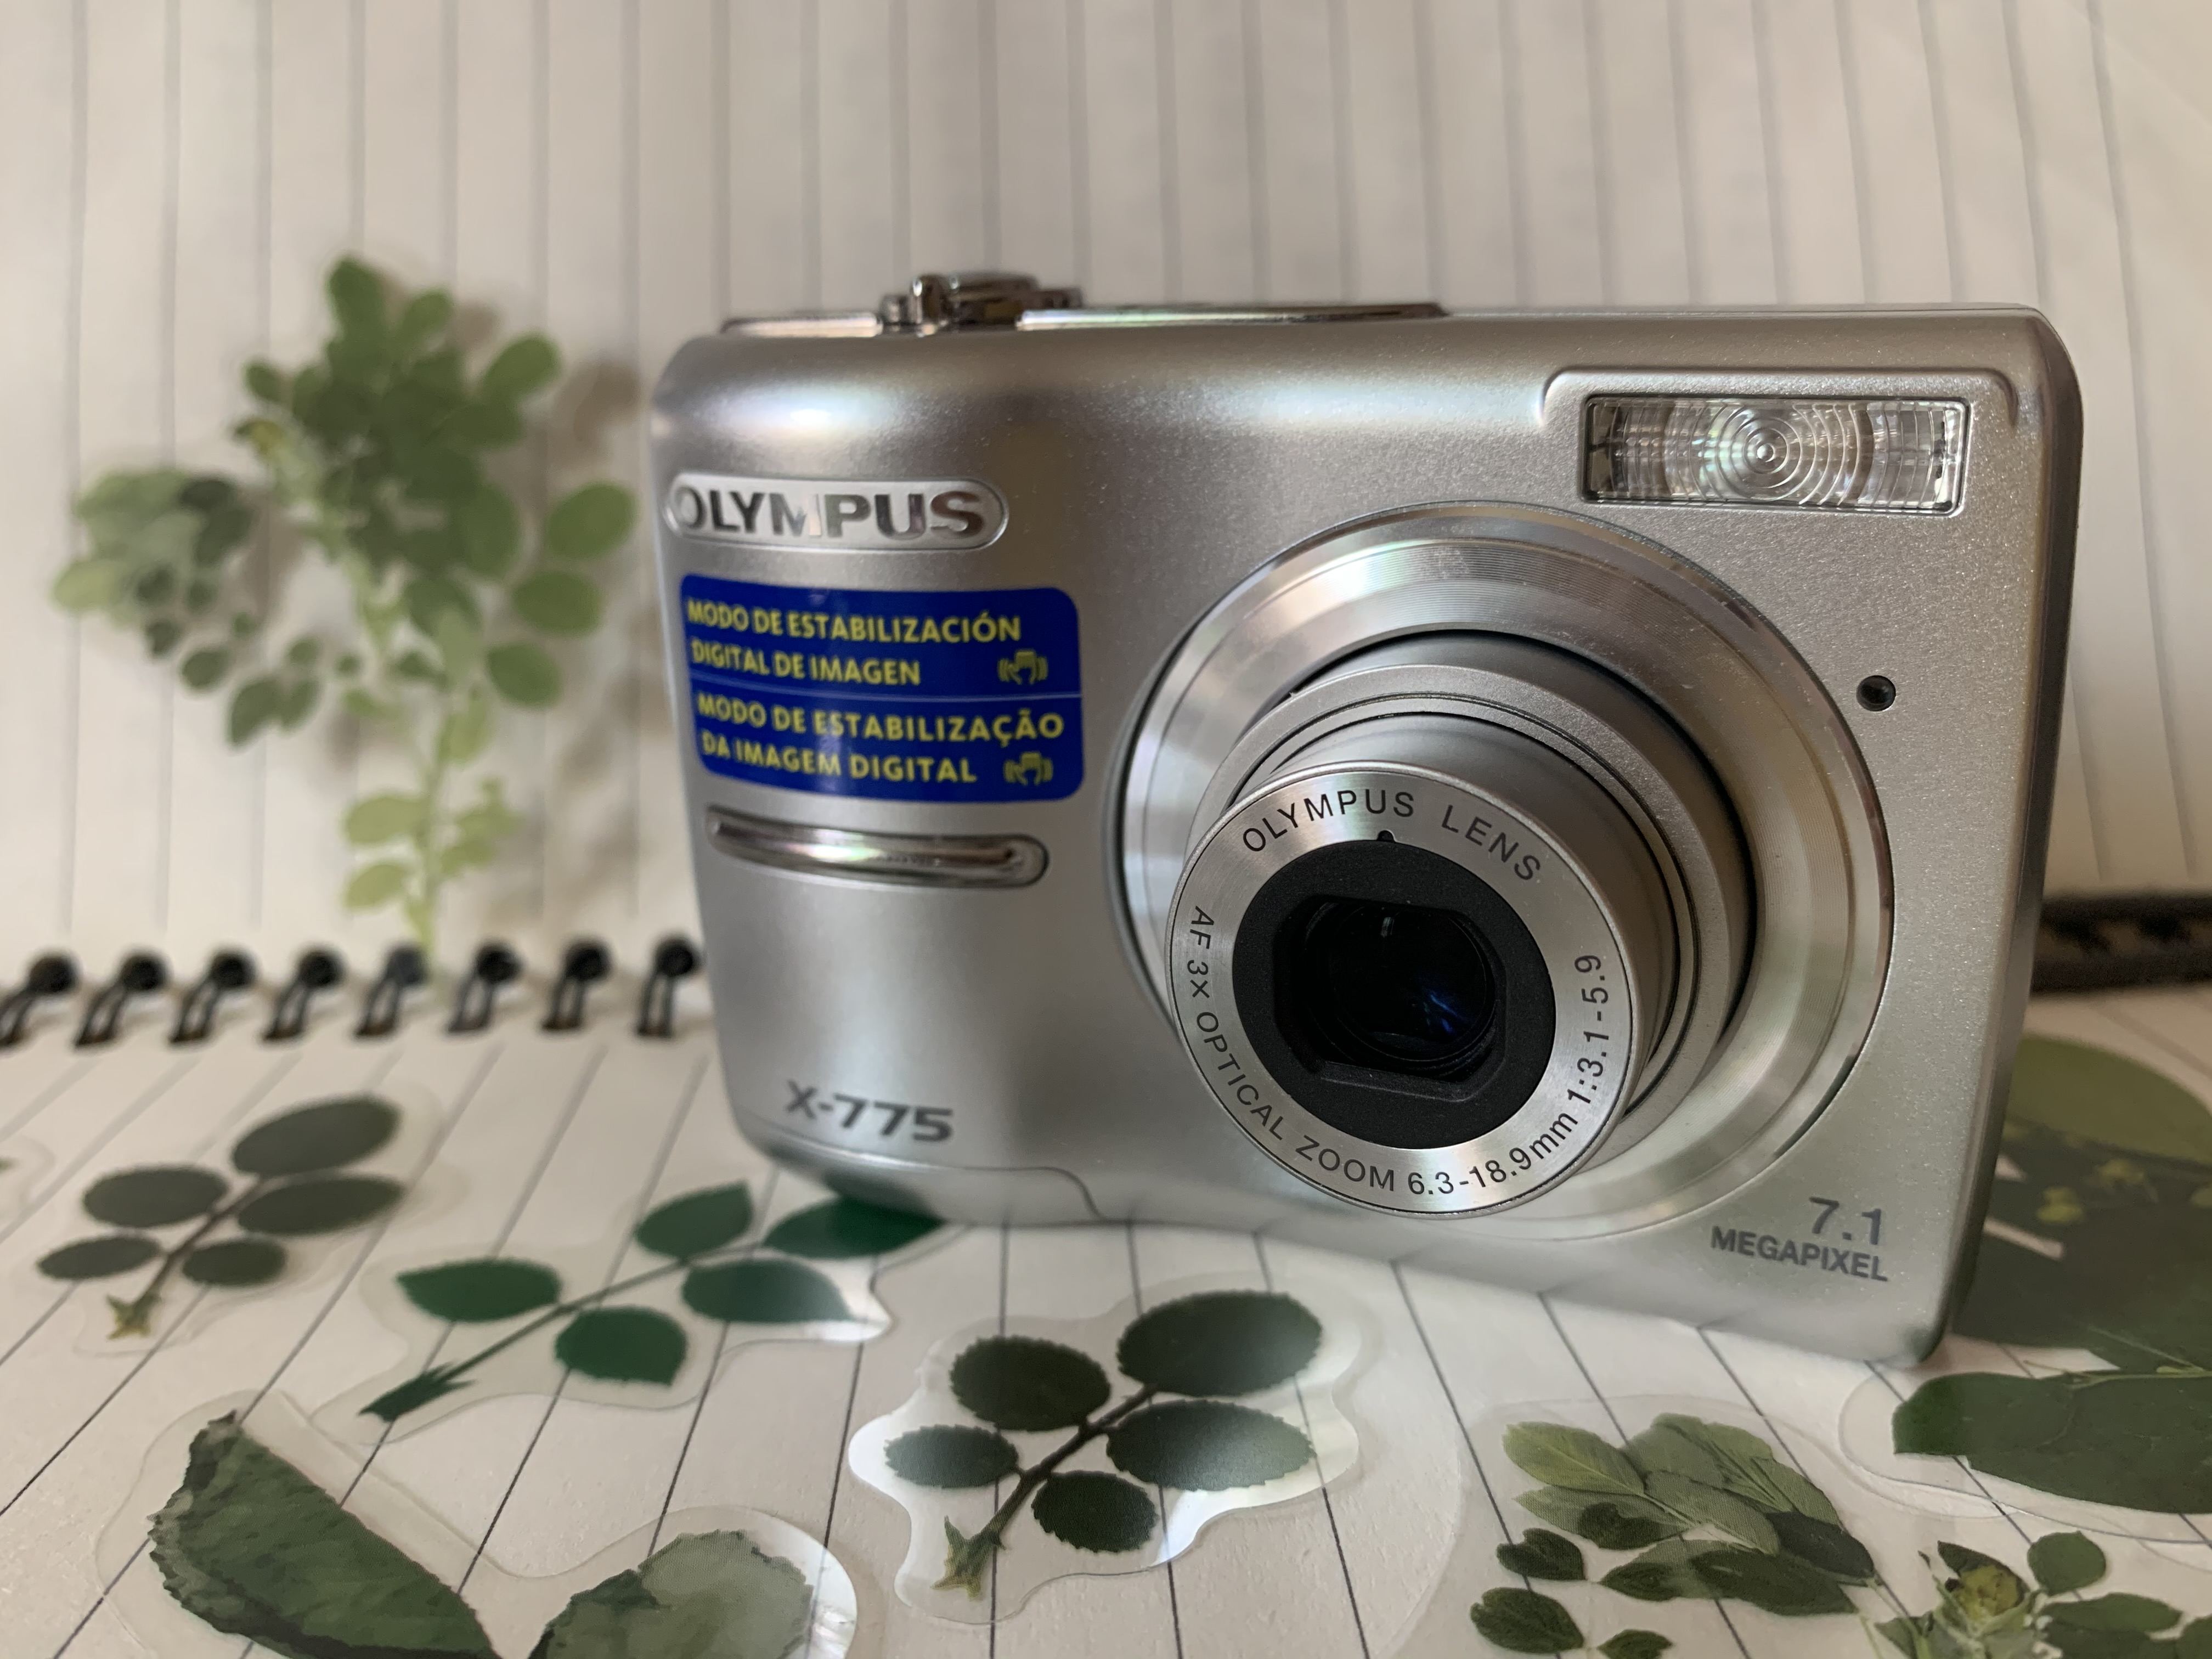 OLYMPUS
MODO DE ESTABILIZACIÓN
DIGITAL DE IMAGEN
MODO DE ESTABILIZAÇÃO
DA IMAGEM DIGITAL
OLYMPUS LENS
AF 3x OPTICAL ZOOM 6.3-18.9mm 1:3.1-5.9
X-775
7.1
MEGAPIXEL